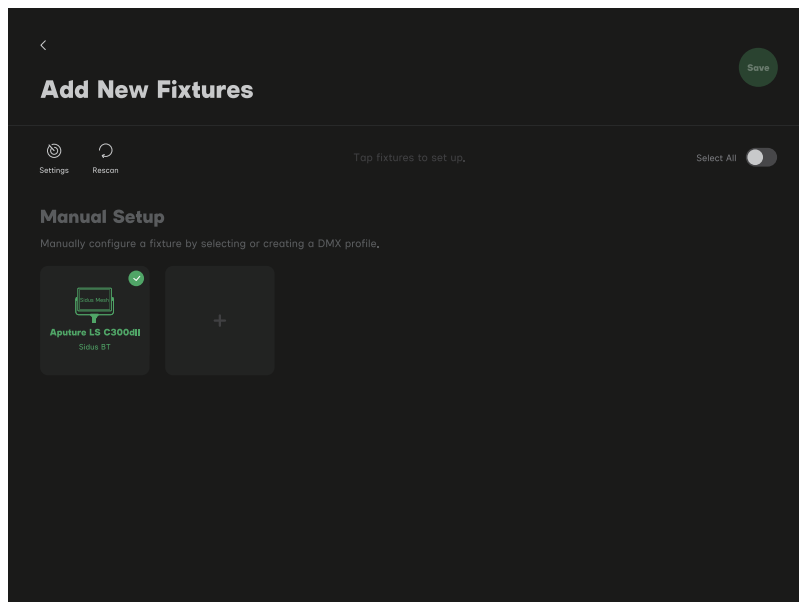 Save
Add New Fixtures
Settings
Rescan
Tap fixtures to set up.
Select All
Manual Setup
Manually configure a fixture by selecting or creating a DMX profile.
Sidus Mesh
Aputure LS C300dII
Sidus BT